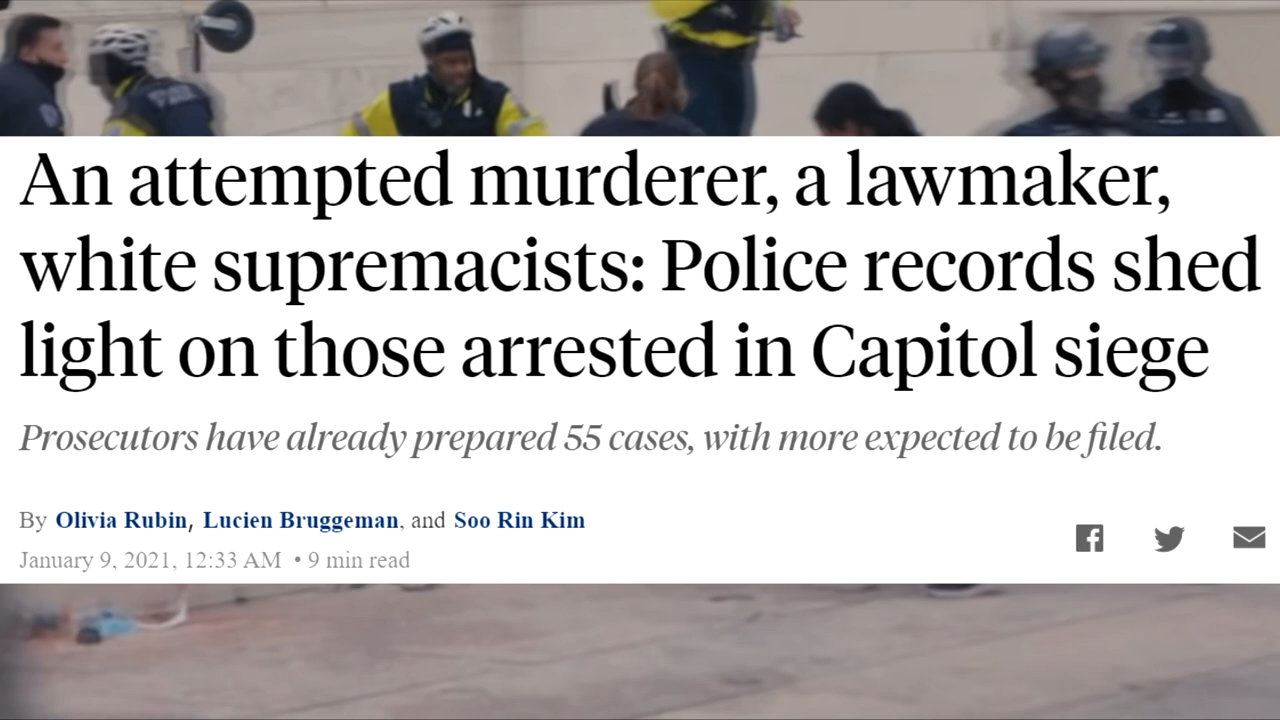 An attempted murderer, a lawmaker,
white supremacists: Police records shed
light on those arrested in Capitol siege
Prosecutors have already prepared 55 cases, with more expected to be filed.
By Olivia Rubin, Lucien Bruggeman, and Soo Rin Kim
January 9, 2021, 12:33 AM • 9 min read